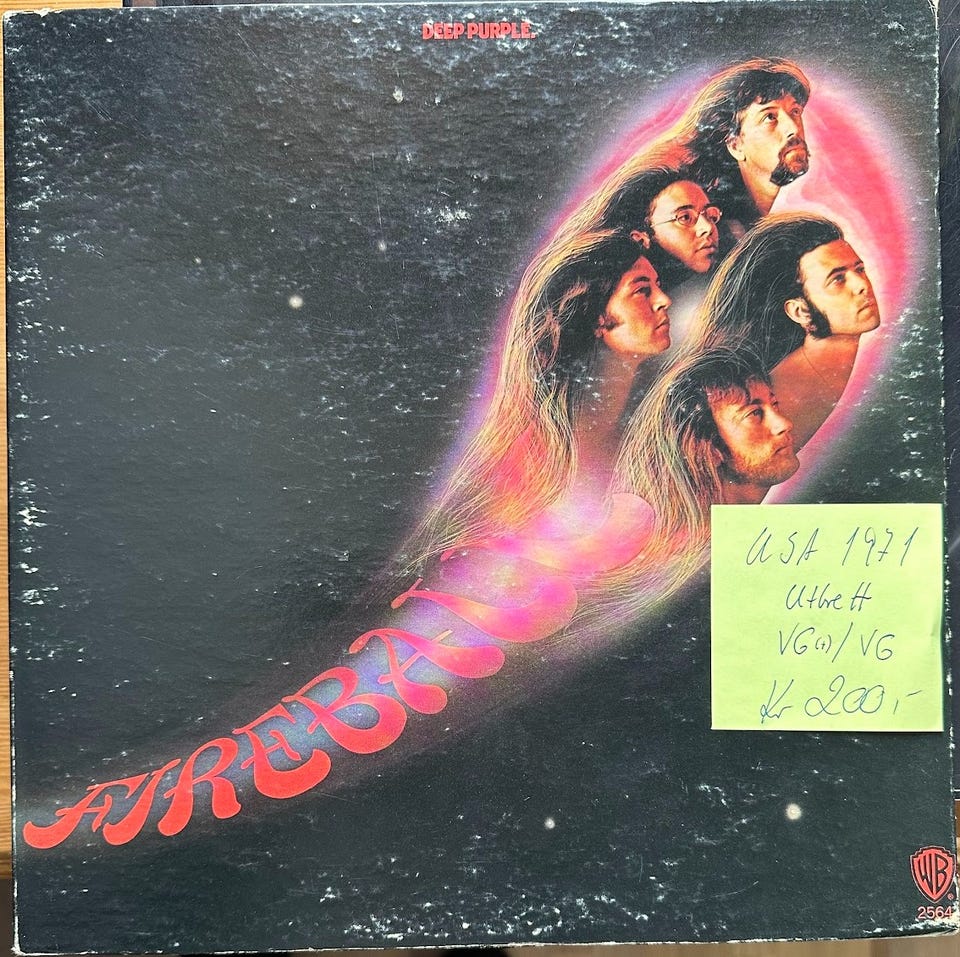 DEEP PURPLE.
FIREBALL
USA 1971
Utbrett
VG(+)/VG
Kr 200,-
WB
2564